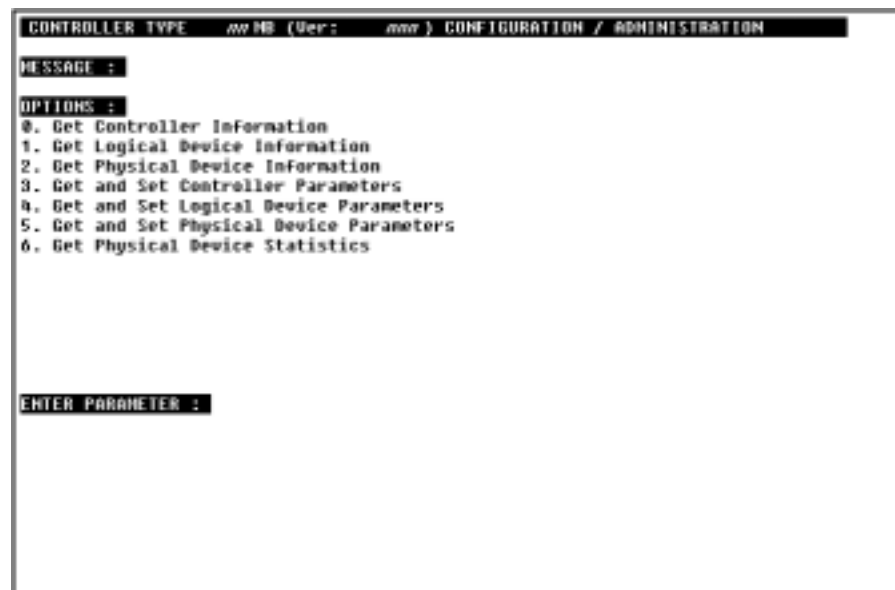 CONTROLLER TYPE nn MB (Ver: nnn ) CONFIGURATION / ADMINISTRATION
MESSAGE :
OPTIONS :
0. Get Controller Information
1. Get Logical Device Information
2. Get Physical Device Information
3. Get and Set Controller Parameters
4. Get and Set Logical Device Parameters
5. Get and Set Physical Device Parameters
6. Get Physical Device Statistics
ENTER PARAMETER :